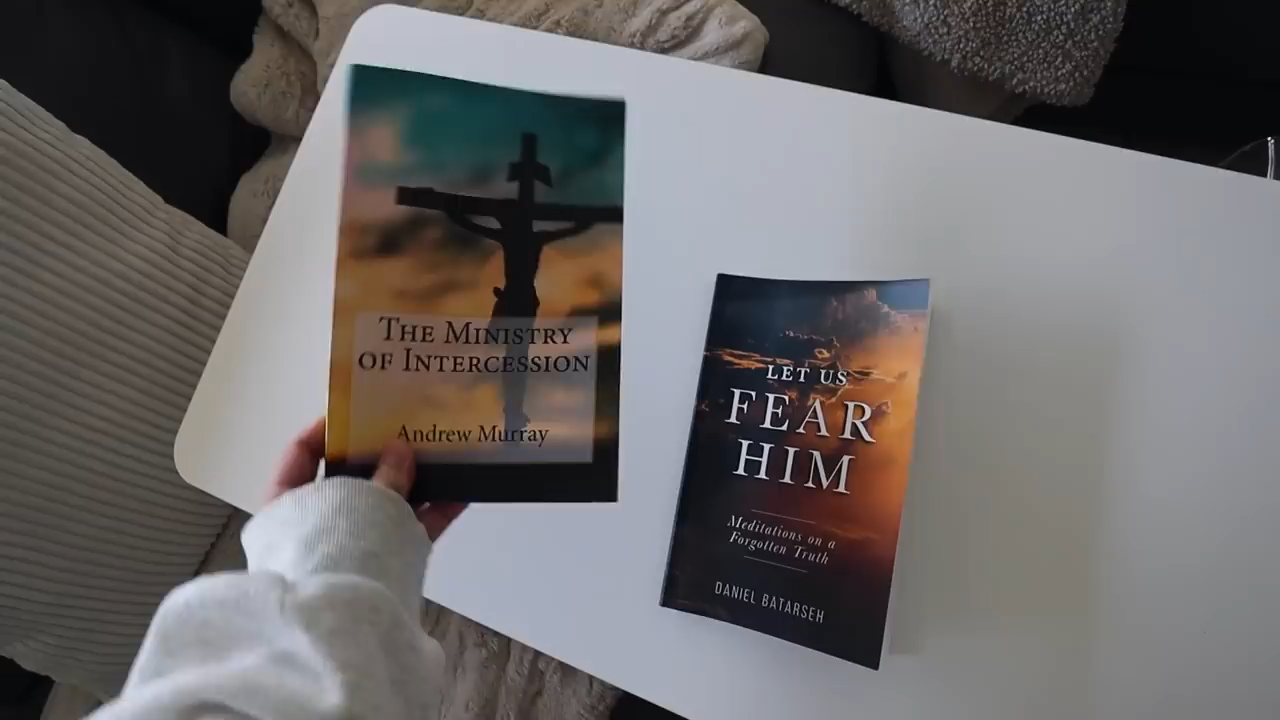 THE MINISTRY
OF INTERCESSION
Andrew Murray
LET US
FEAR
HIM
Meditations on a
Forgotten Truth
DANIEL BATARSEH